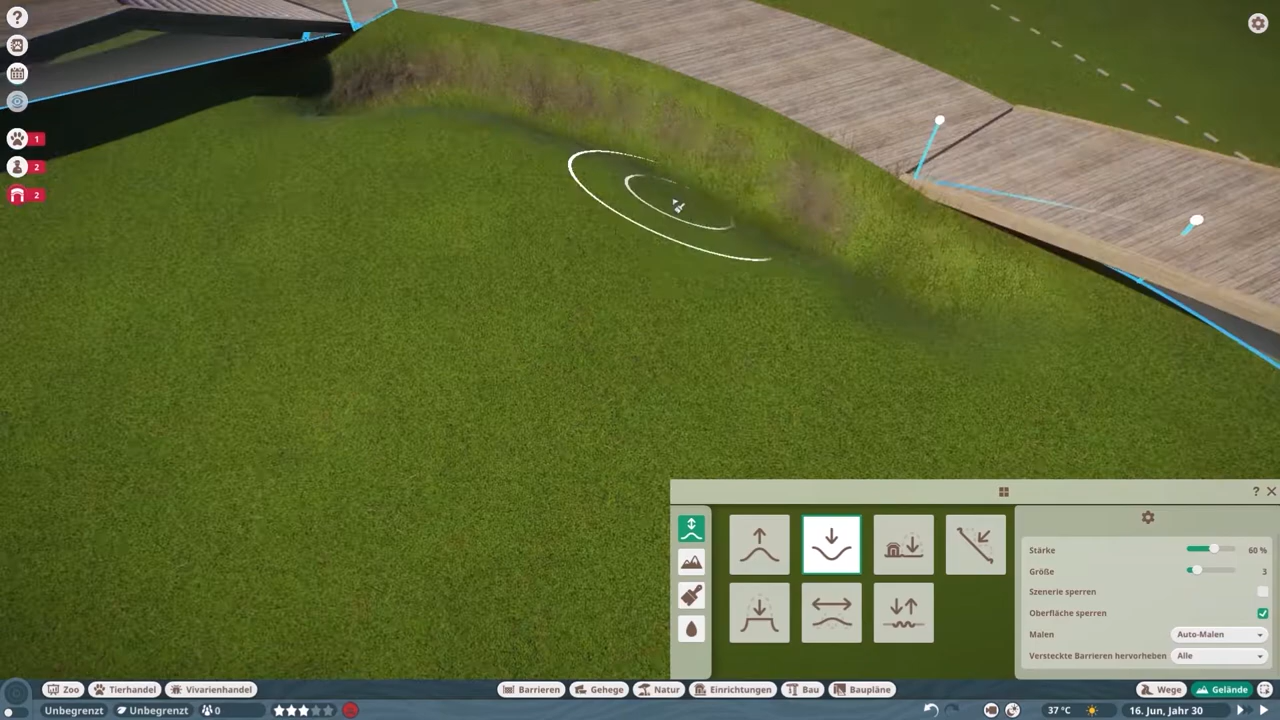 ?
1
2
2
? ×
Stärke 60 %
Größe 3
Szenerie sperren
Oberfläche sperren
Malen Auto-Malen
Versteckte Barrieren hervorheben Alle
Zoo Tierhandel Vivarienhandel Barrieren Gehege Natur Einrichtungen Bau Baupläne Wege Gelände
Unbegrenzt Unbegrenzt 0 37 °C 16. Jun, Jahr 30